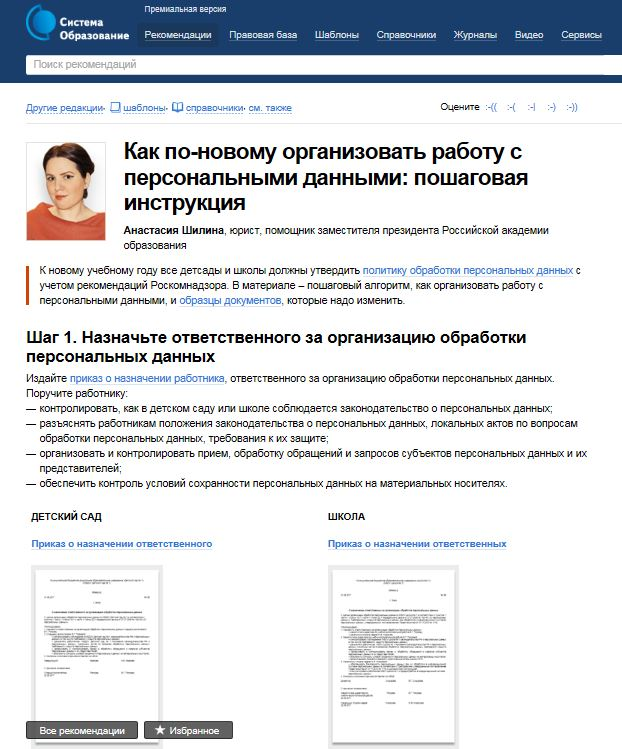 Премиальная версия
Система
Образование
Рекомендации Правовая база Шаблоны Справочники Журналы Видео Сервисы
Поиск рекомендаций
Другие редакции· шаблоны· справочники· см. также
Оцените :-(( :-( :-| :-) :-))
Как по-новому организовать работу с
персональными данными: пошаговая
инструкция
Анастасия Шилина, юрист, помощник заместителя президента Российской академии
образования
К новому учебному году все детсады и школы должны утвердить политику обработки персональных данных с
учетом рекомендаций Роскомнадзора. В материале – пошаговый алгоритм, как организовать работу с
персональными данными, и образцы документов, которые надо изменить.
Шаг 1. Назначьте ответственного за организацию обработки
персональных данных
Издайте приказ о назначении работника, ответственного за организацию обработки персональных данных.
Поручите работнику:
— контролировать, как в детском саду или школе соблюдается законодательство о персональных данных;
— разъяснять работникам положения законодательства о персональных данных, локальных актов по вопросам
обработки персональных данных, требования к их защите;
— организовать и контролировать прием, обработку обращений и запросов субъектов персональных данных и их
представителей;
— обеспечить контроль условий сохранности персональных данных на материальных носителях.
ДЕТСКИЙ САД
Приказ о назначении ответственного
ШКОЛА
Приказ о назначении ответственных
Все рекомендации
Избранное